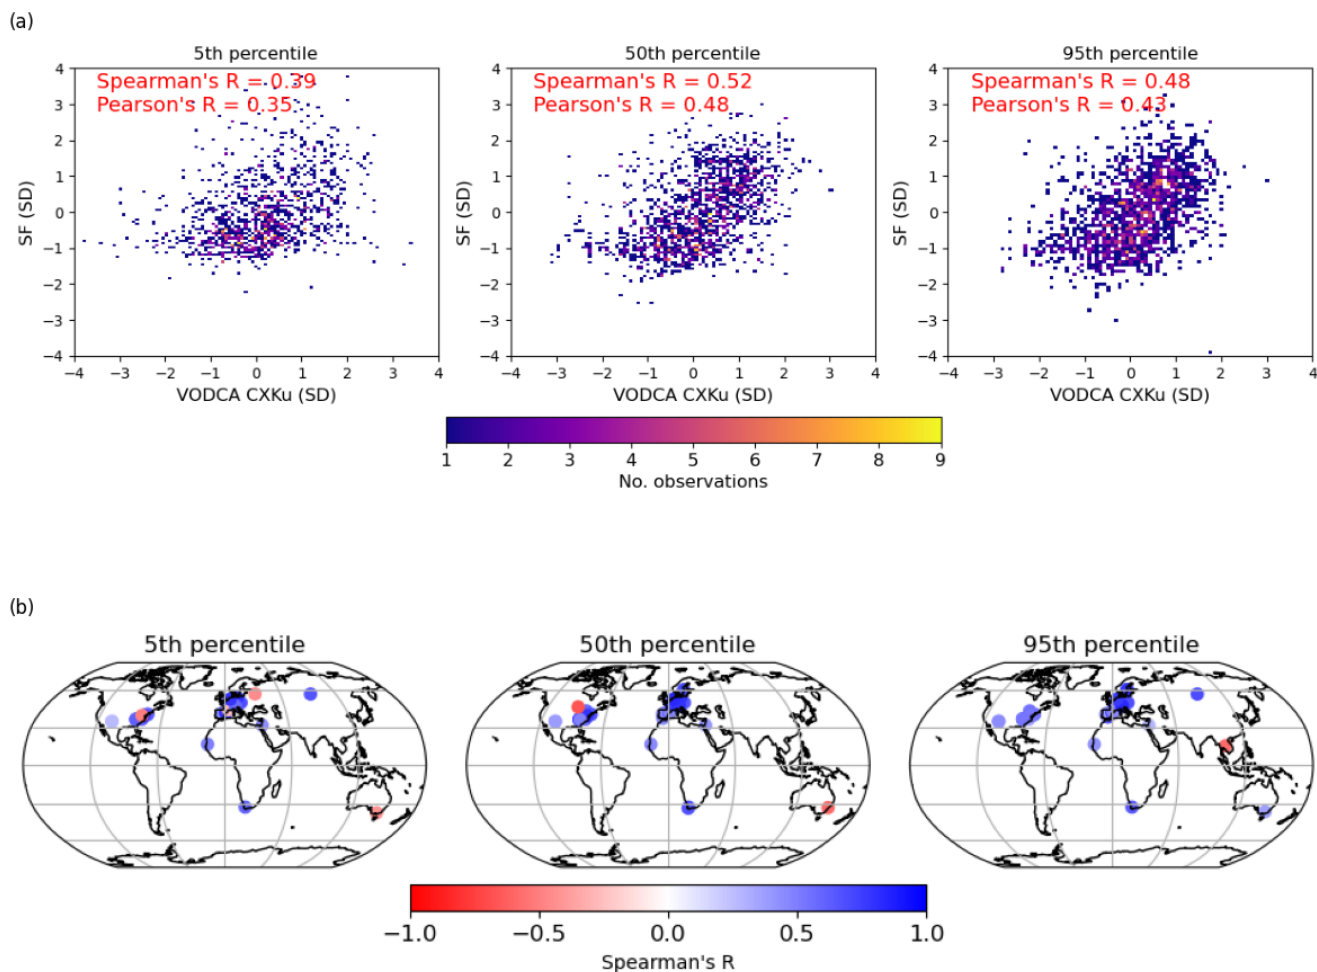 (a)
5th percentile
50th percentile
95th percentile
Spearman's R = 0.39
Pearson's R = 0.35
Spearman's R = 0.52
Pearson's R = 0.48
Spearman's R = 0.48
Pearson's R = 0.43
4
3
2
1
0
−1
−2
−3
−4
SF (SD)
−4 −3 −2 −1 0 1 2 3 4
VODCA CXKu (SD)
4
3
2
1
0
−1
−2
−3
−4
SF (SD)
−4 −3 −2 −1 0 1 2 3 4
VODCA CXKu (SD)
4
3
2
1
0
−1
−2
−3
−4
SF (SD)
−4 −3 −2 −1 0 1 2 3 4
VODCA CXKu (SD)
1 2 3 4 5 6 7 8 9
No. observations
(b)
5th percentile
50th percentile
95th percentile
−1.0 −0.5 0.0 0.5 1.0
Spearman's R